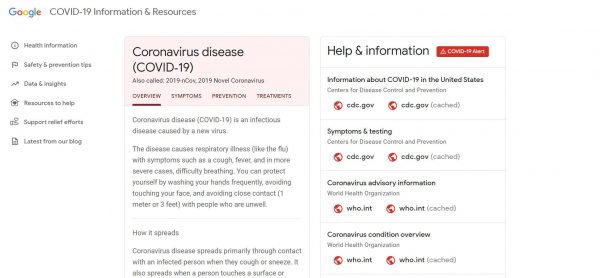 Google COVID-19 Information & Resources
Health information
Safety & prevention tips
Data & insights
Resources to help
Support relief efforts
Latest from our blog
Coronavirus disease
(COVID-19)
Also called: 2019-nCov, 2019 Novel Coronavirus
OVERVIEW SYMPTOMS PREVENTION TREATMENTS
Coronavirus disease (COVID-19) is an infectious
disease caused by a new virus.
The disease causes respiratory illness (like the flu)
with symptoms such as a cough, fever, and in more
severe cases, difficulty breathing. You can protect
yourself by washing your hands frequently, avoiding
touching your face, and avoiding close contact (1
meter or 3 feet) with people who are unwell.
How it spreads
Coronavirus disease spreads primarily through contact
with an infected person when they cough or sneeze. It
also spreads when a person touches a surface or
Help & information COVID-19 Alert
Information about COVID-19 in the United States
Centers for Disease Control and Prevention
cdc.gov cdc.gov (cached)
Symptoms & testing
Centers for Disease Control and Prevention
cdc.gov cdc.gov (cached)
Coronavirus advisory information
World Health Organization
who.int who.int (cached)
Coronavirus condition overview
World Health Organization
who.int who.int (cached)